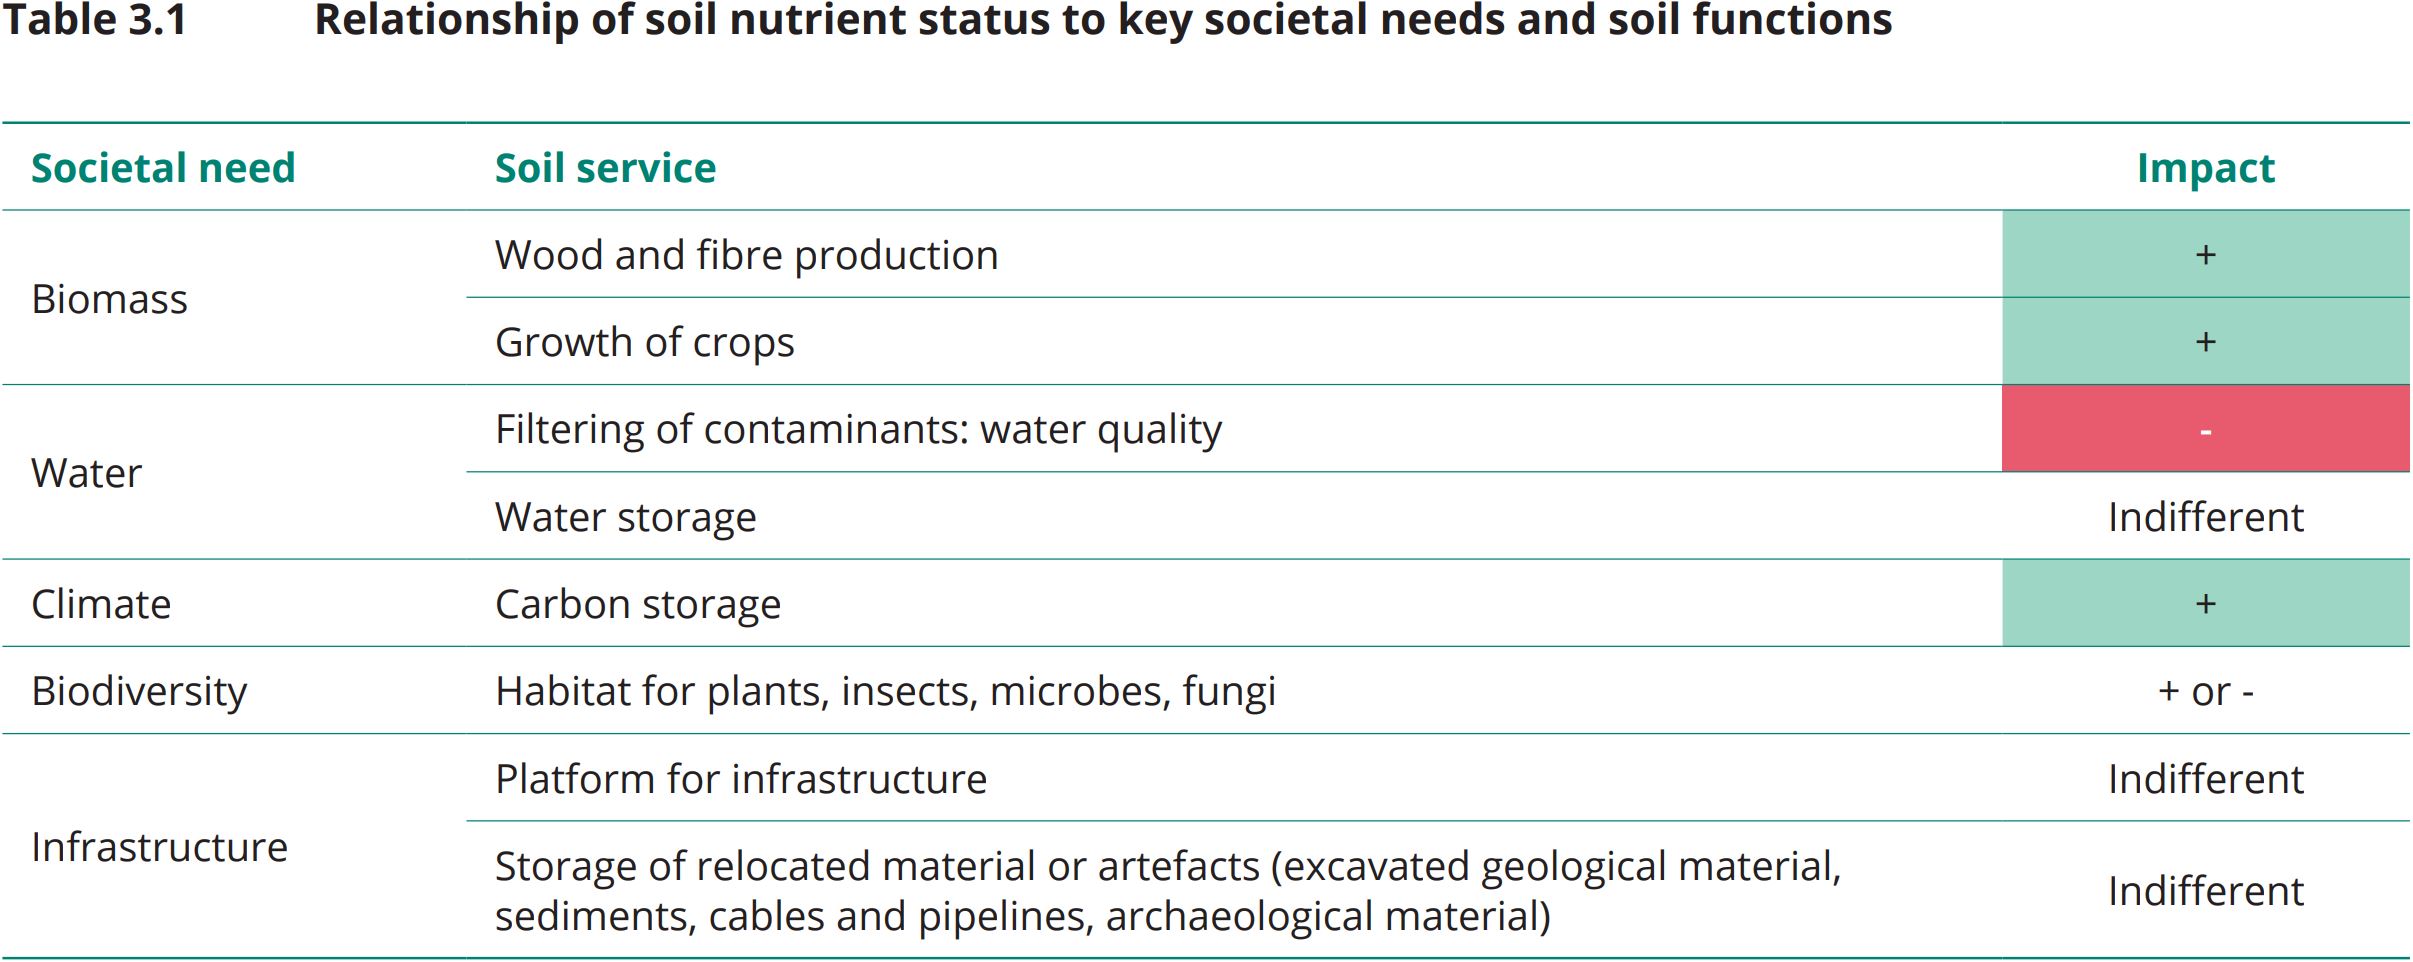 Table 3.1 Relationship of soil nutrient status to key societal needs and soil functions
Societal need Soil service Impact
Biomass
Wood and fibre production +
Growth of crops +
Water
Filtering of contaminants: water quality -
Water storage Indifferent
Climate Carbon storage +
Biodiversity Habitat for plants, insects, microbes, fungi + or -
Infrastructure
Platform for infrastructure Indifferent
Storage of relocated material or artefacts (excavated geological material,
sediments, cables and pipelines, archaeological material) Indifferent